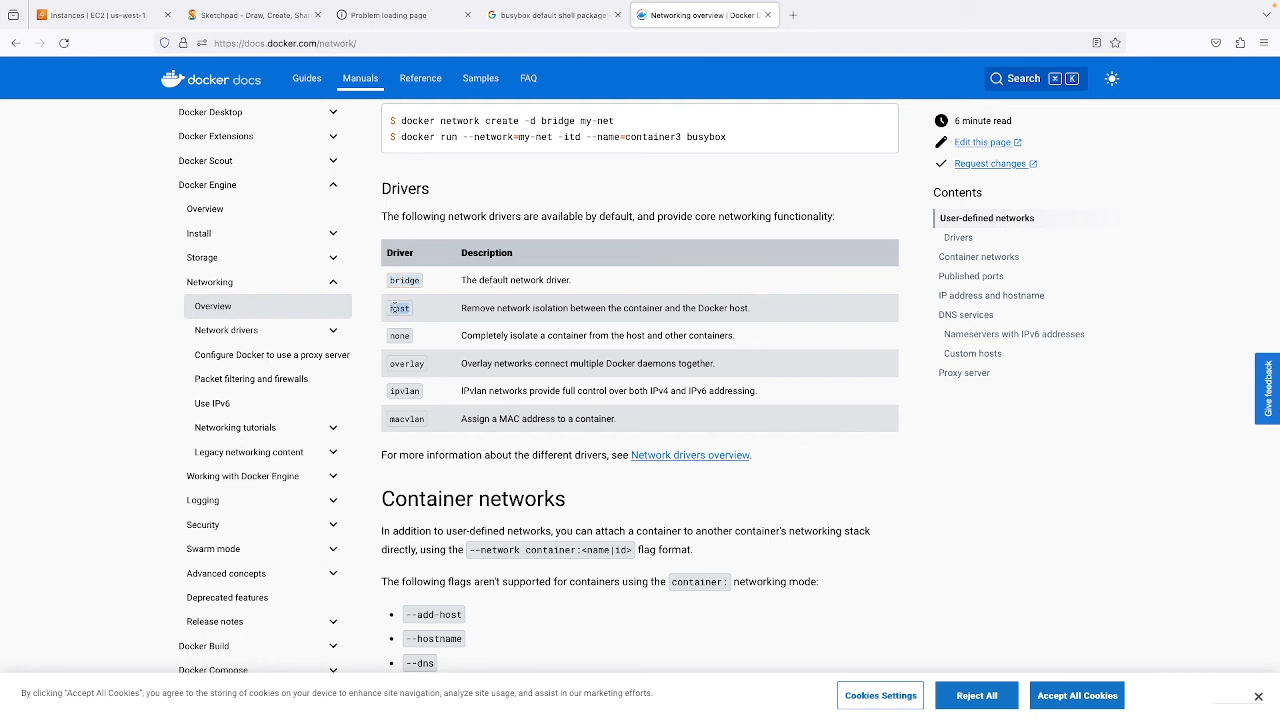 Instances | EC2 | us-west-1
Sketchpad - Draw, Create, Sha
Problem loading page
busybox default shell package -
Networking overview | Docker D
https://docs.docker.com/network/
docker docs
Guides
Manuals
Reference
Samples
FAQ
Search
⌘
K
Docker Desktop
Docker Extensions
Docker Scout
Docker Engine
Overview
Install
Storage
Networking
Overview
Network drivers
Configure Docker to use a proxy server
Packet filtering and firewalls
Use IPv6
Networking tutorials
Legacy networking content
Working with Docker Engine
Logging
Security
Swarm mode
Advanced concepts
Deprecated features
Release notes
Docker Build
Docker Compose
$ docker network create -d bridge my-net
$ docker run --network=my-net -itd --name=container3 busybox
Drivers
The following network drivers are available by default, and provide core networking functionality:
Driver Description
bridge The default network driver.
host Remove network isolation between the container and the Docker host.
none Completely isolate a container from the host and other containers.
overlay Overlay networks connect multiple Docker daemons together.
ipvlan IPvlan networks provide full control over both IPv4 and IPv6 addressing.
macvlan Assign a MAC address to a container.
For more information about the different drivers, see Network drivers overview.
Container networks
In addition to user-defined networks, you can attach a container to another container's networking stack
directly, using the --network container:<name|id> flag format.
The following flags aren't supported for containers using the container: networking mode:
• --add-host
• --hostname
• --dns
6 minute read
Edit this page
Request changes
Contents
User-defined networks
Drivers
Container networks
Published ports
IP address and hostname
DNS services
Nameservers with IPv6 addresses
Custom hosts
Proxy server
Give feedback
By clicking "Accept All Cookies", you agree to the storing of cookies on your device to enhance site navigation, analyze site usage, and assist in our marketing efforts.
Cookies Settings
Reject All
Accept All Cookies